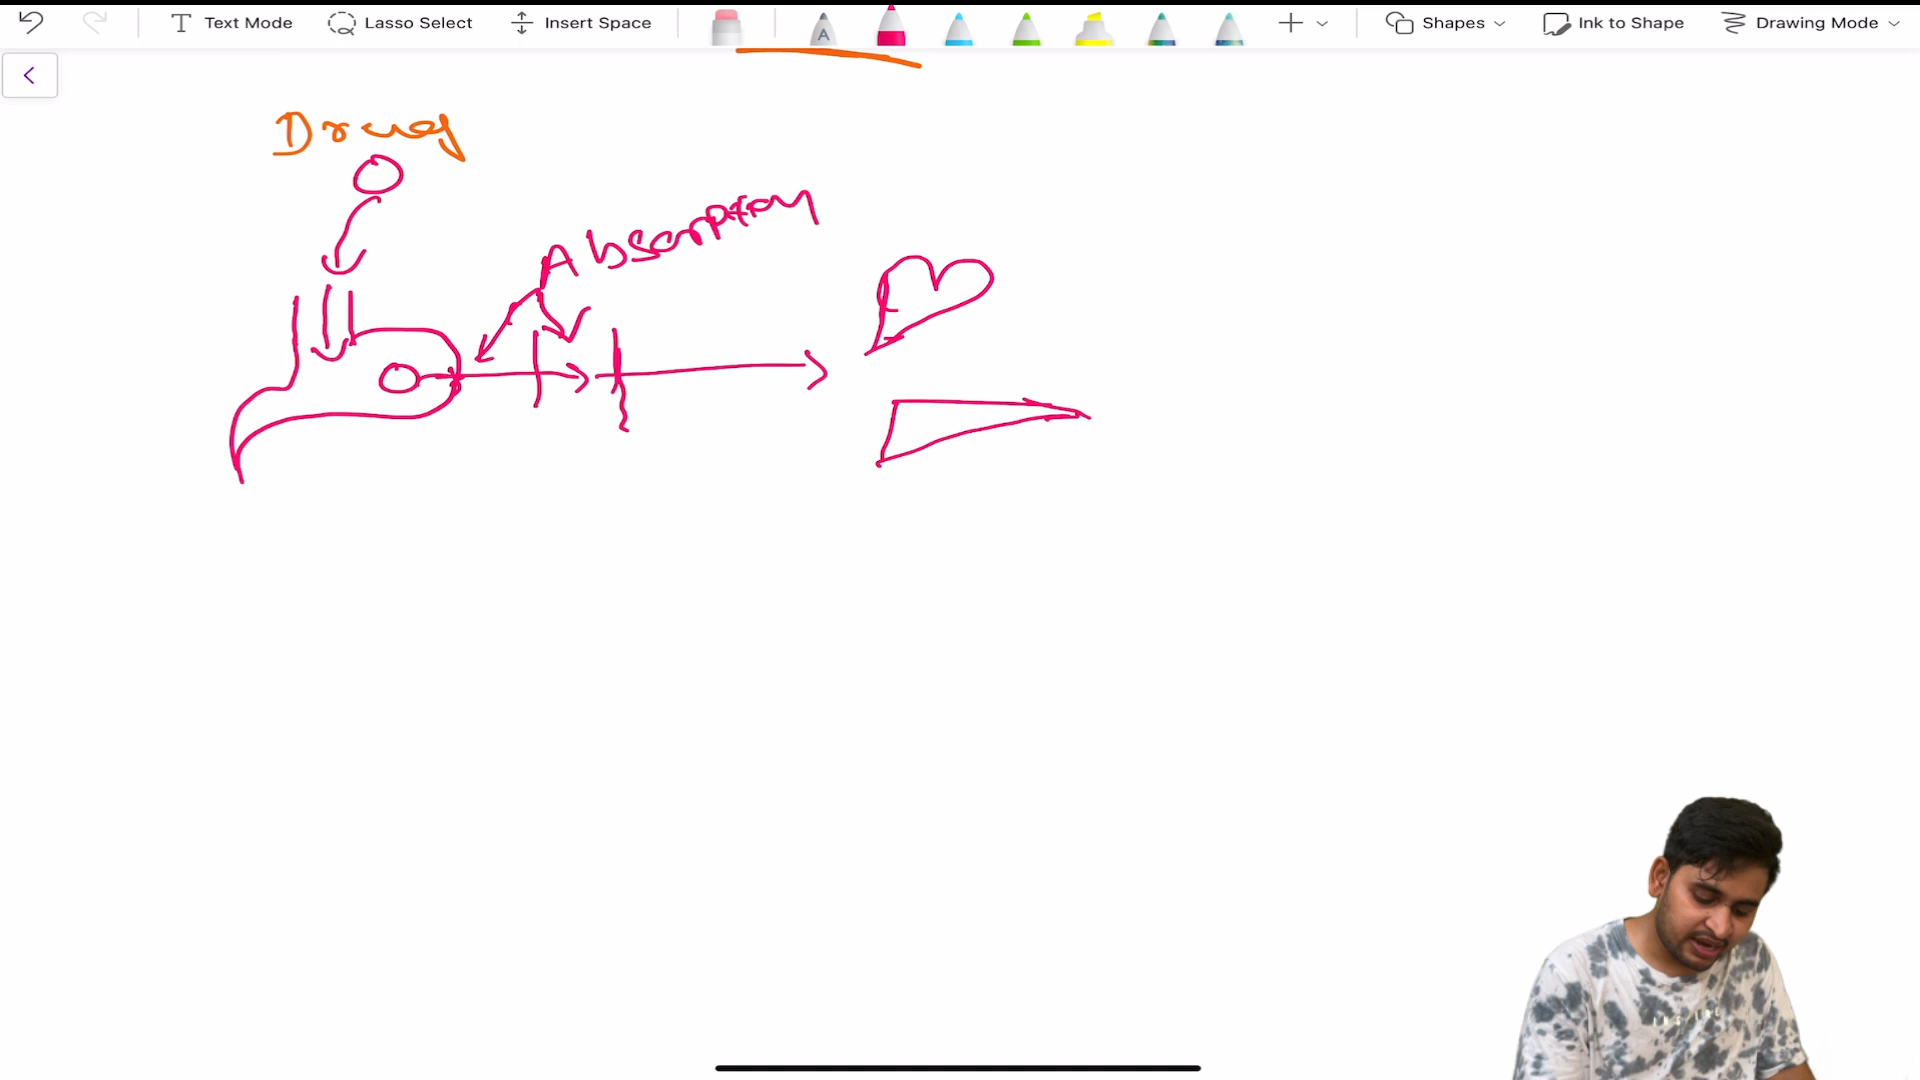 Text Mode Lasso Select Insert Space A Shapes Ink to Shape Drawing Mode
Drug
Absorption